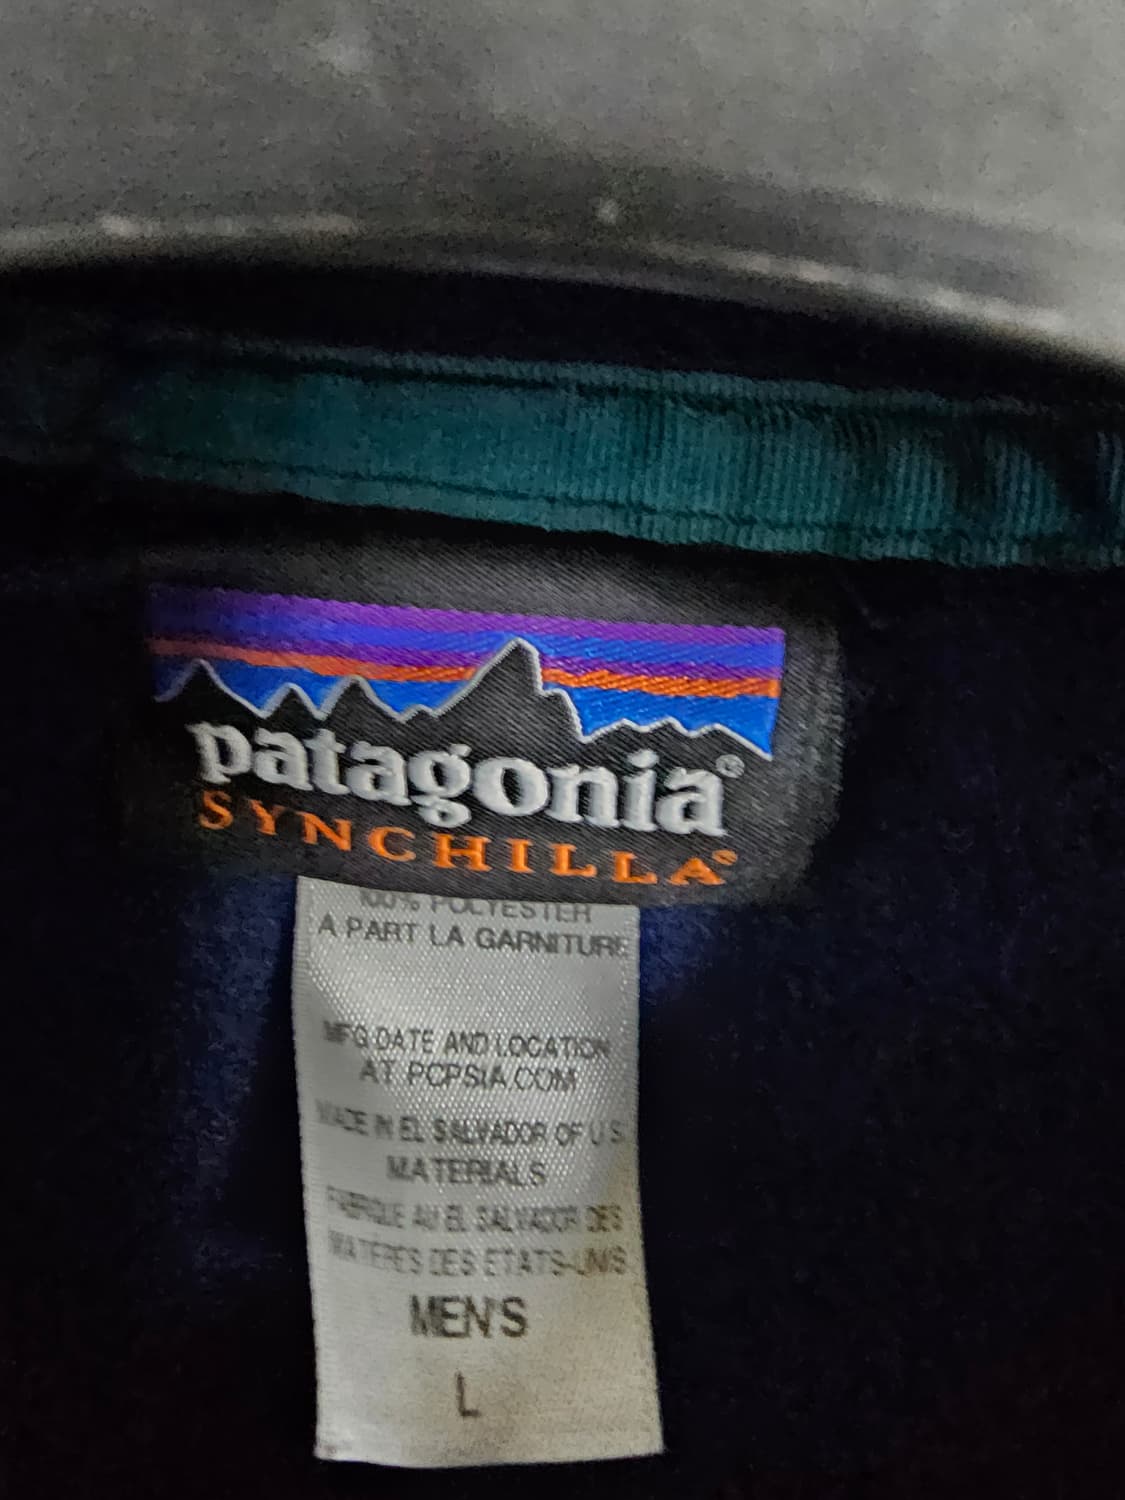 patagonia®
SYNCHILLA®
100% POLYESTER
A PART LA GARNITURE
MFG DATE AND LOCATION
AT PCPSIA.COM
MADE IN EL SALVADOR OF U.S.
MATERIALS
FABRIQUE AU EL SALVADOR DES
MATERES DES ETATS-UNIS
MEN'S
L